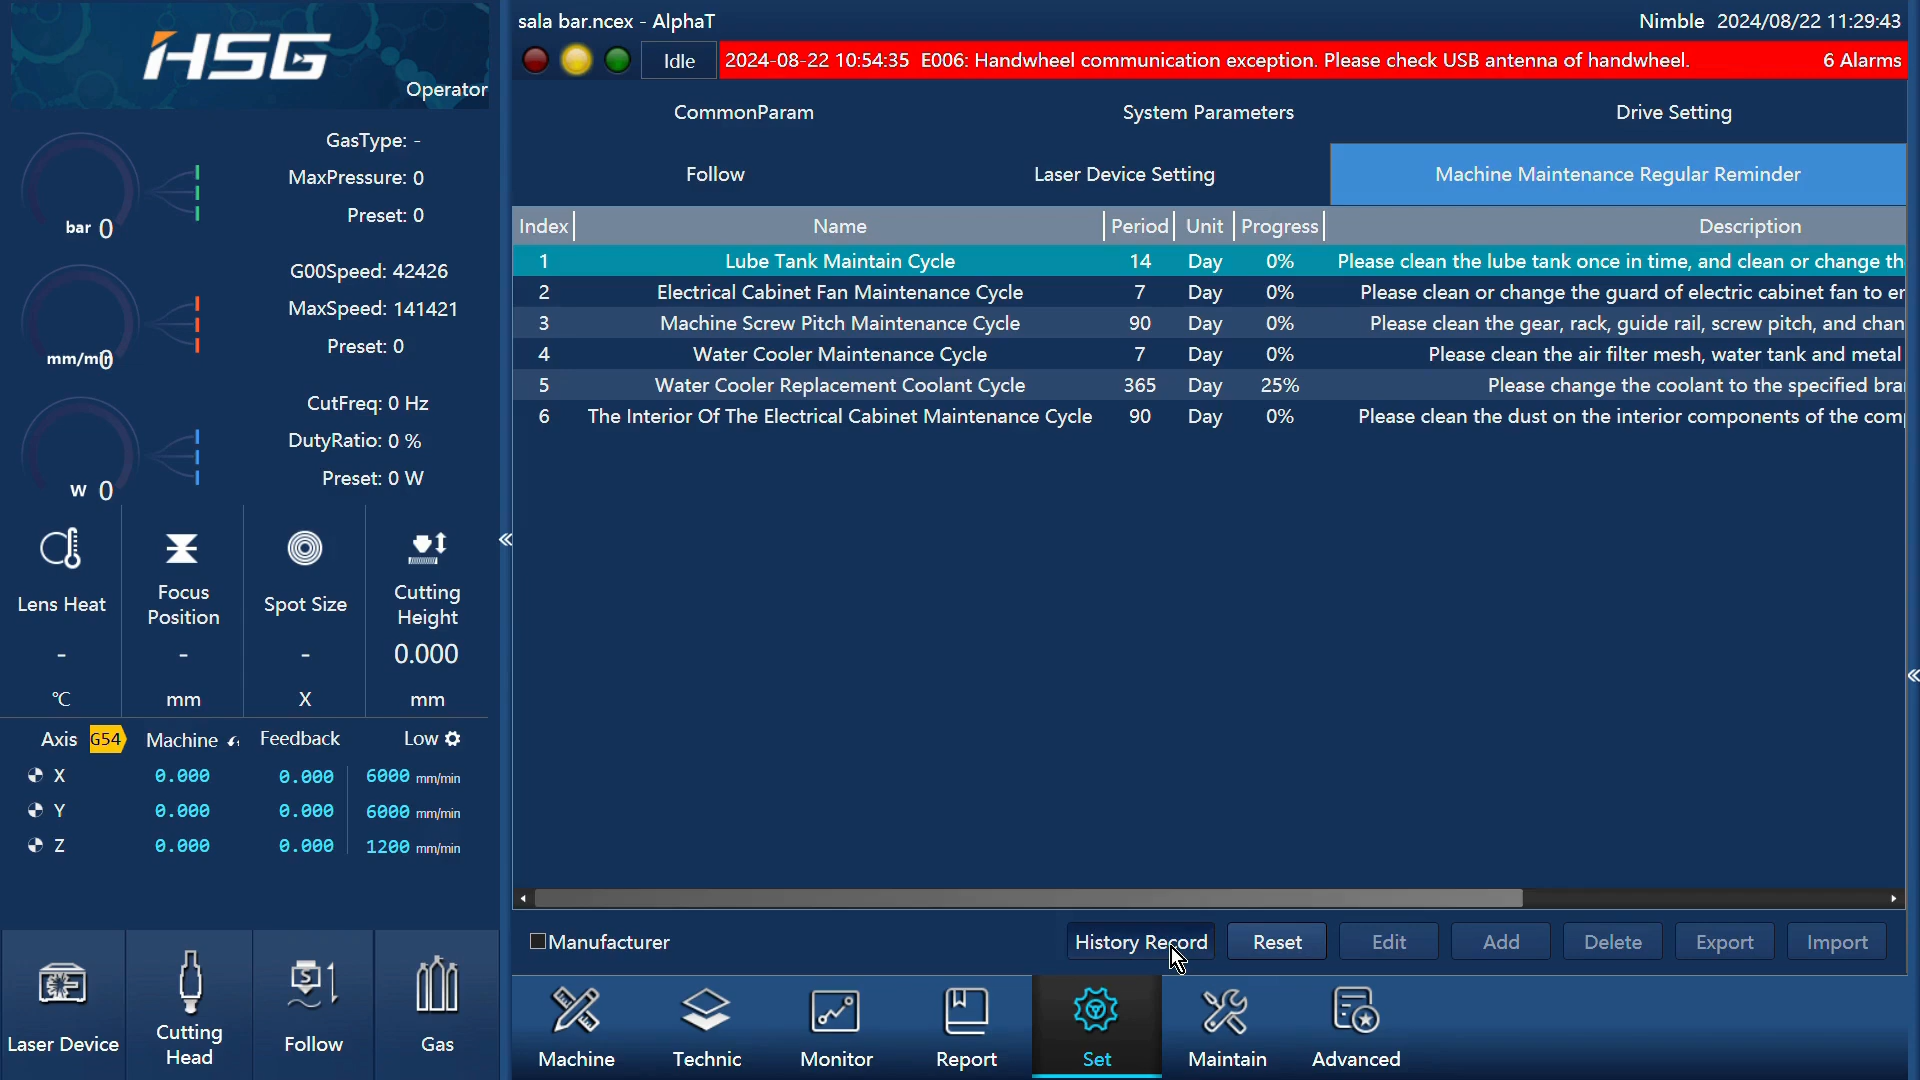 HSG
Operator
GasType: -
MaxPressure: 0
Preset: 0
bar 0
G00Speed: 42426
MaxSpeed: 141421
Preset: 0
mm/min 0
CutFreq: 0 Hz
DutyRatio: 0 %
Preset: 0 W
W 0
Lens Heat
Focus Position
Spot Size
Cutting Height
- - - 0.000
℃ mm X mm
Axis G54 Machine Feedback Low
X 0.000 0.000 6000 mm/min
Y 0.000 0.000 6000 mm/min
Z 0.000 0.000 1200 mm/min
Laser Device
Cutting Head
Follow
Gas
sala bar.ncex - AlphaT
Nimble 2024/08/22 11:29:43
Idle
2024-08-22 10:54:35 E006: Handwheel communication exception. Please check USB antenna of handwheel.
6 Alarms
CommonParam System Parameters Drive Setting
Follow Laser Device Setting Machine Maintenance Regular Reminder
Index Name Period Unit Progress Description
1 Lube Tank Maintain Cycle 14 Day 0% Please clean the lube tank once in time, and clean or change th
2 Electrical Cabinet Fan Maintenance Cycle 7 Day 0% Please clean or change the guard of electric cabinet fan to er
3 Machine Screw Pitch Maintenance Cycle 90 Day 0% Please clean the gear, rack, guide rail, screw pitch, and chan
4 Water Cooler Maintenance Cycle 7 Day 0% Please clean the air filter mesh, water tank and metal
5 Water Cooler Replacement Coolant Cycle 365 Day 25% Please change the coolant to the specified bra
6 The Interior Of The Electrical Cabinet Maintenance Cycle 90 Day 0% Please clean the dust on the interior components of the com
Manufacturer
History Record Reset Edit Add Delete Export Import
Machine Technic Monitor Report Set Maintain Advanced